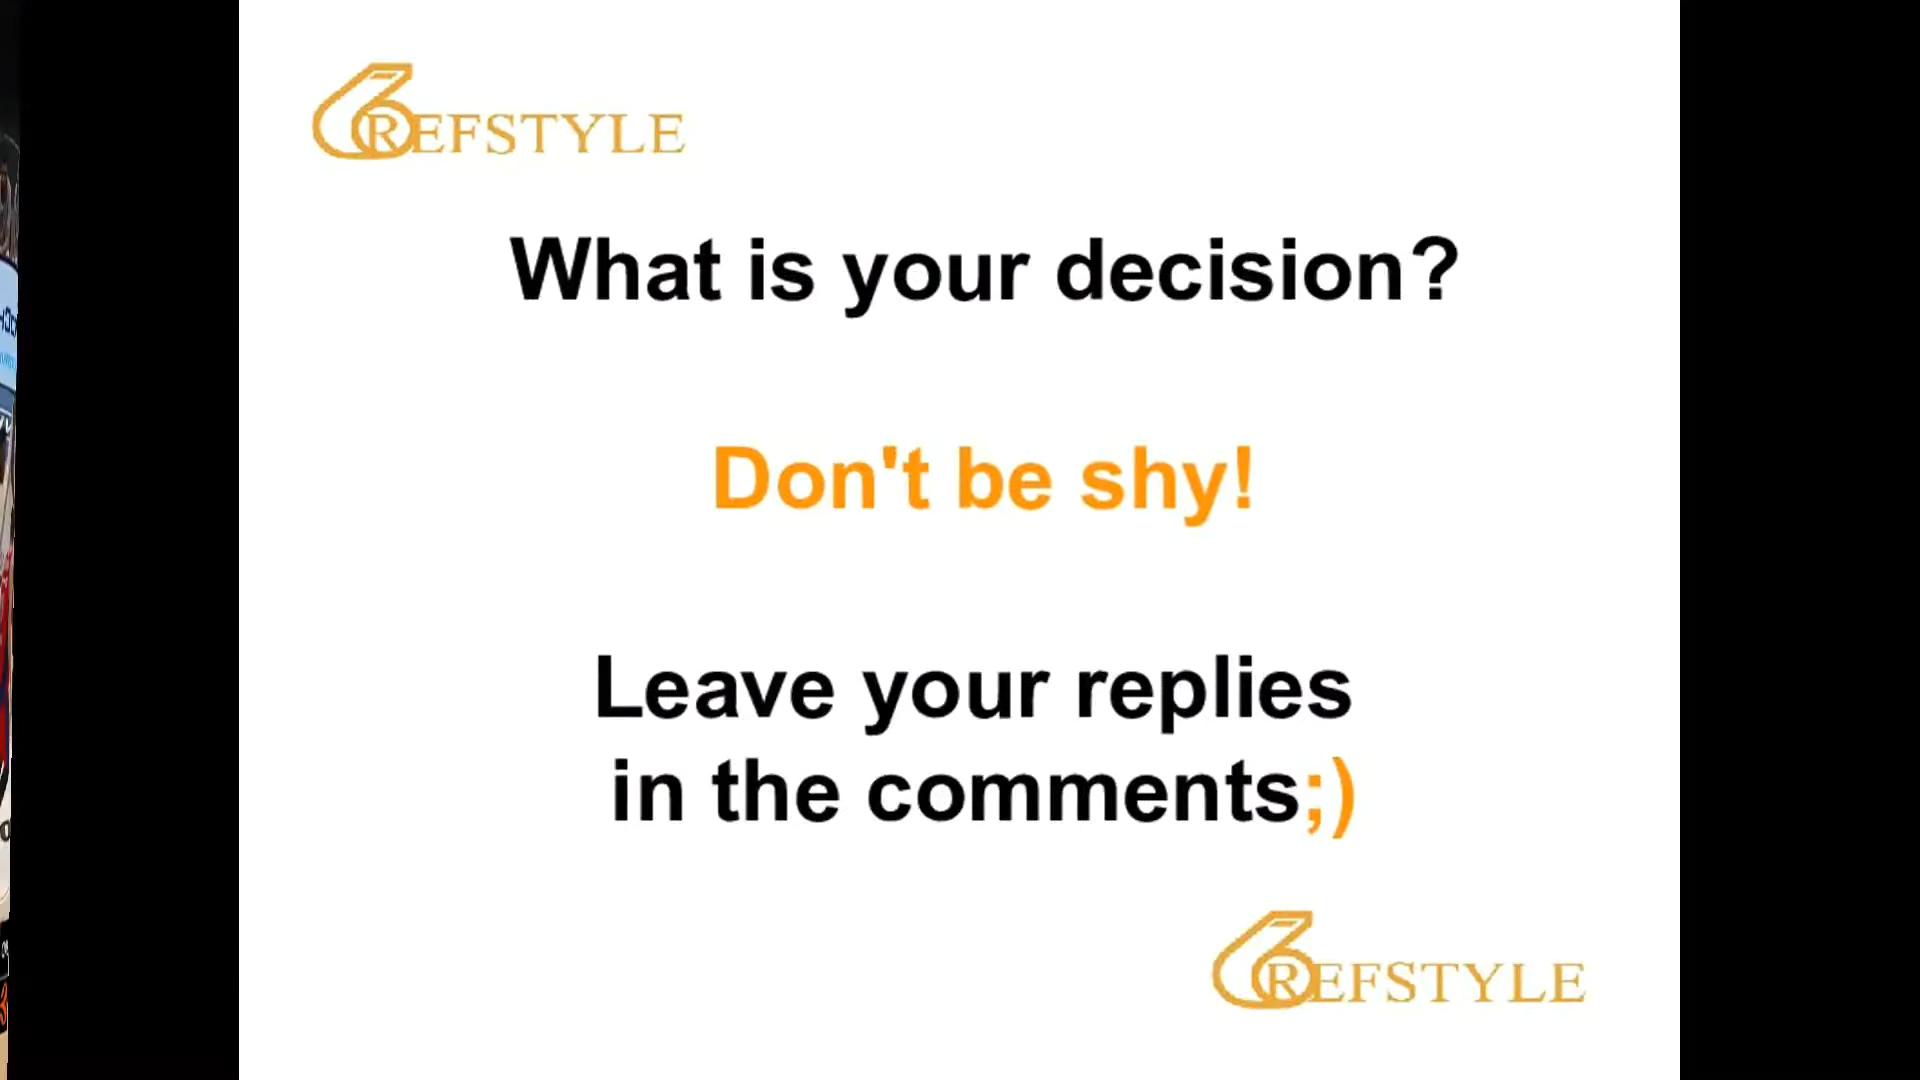 REFSTYLE
What is your decision?
Don't be shy!
Leave your replies
in the comments;)
REFSTYLE